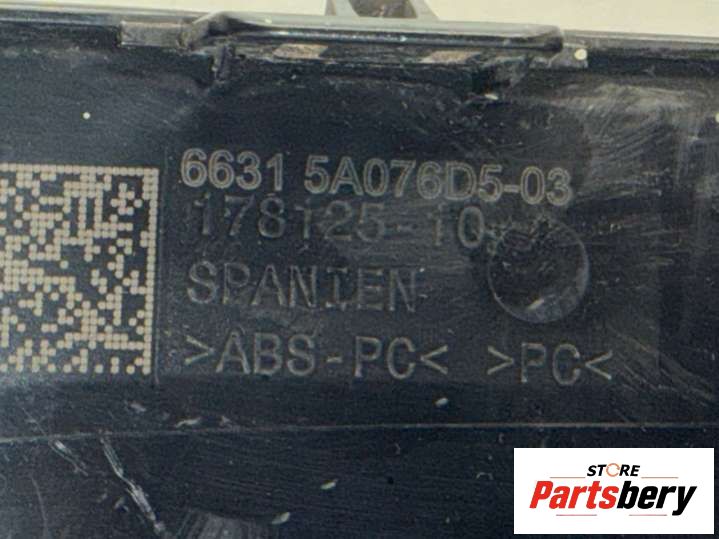 6631 5A076D5-03
178125-10
SPANIEN
>ABS-PC< >PC<
STORE
Partsbery